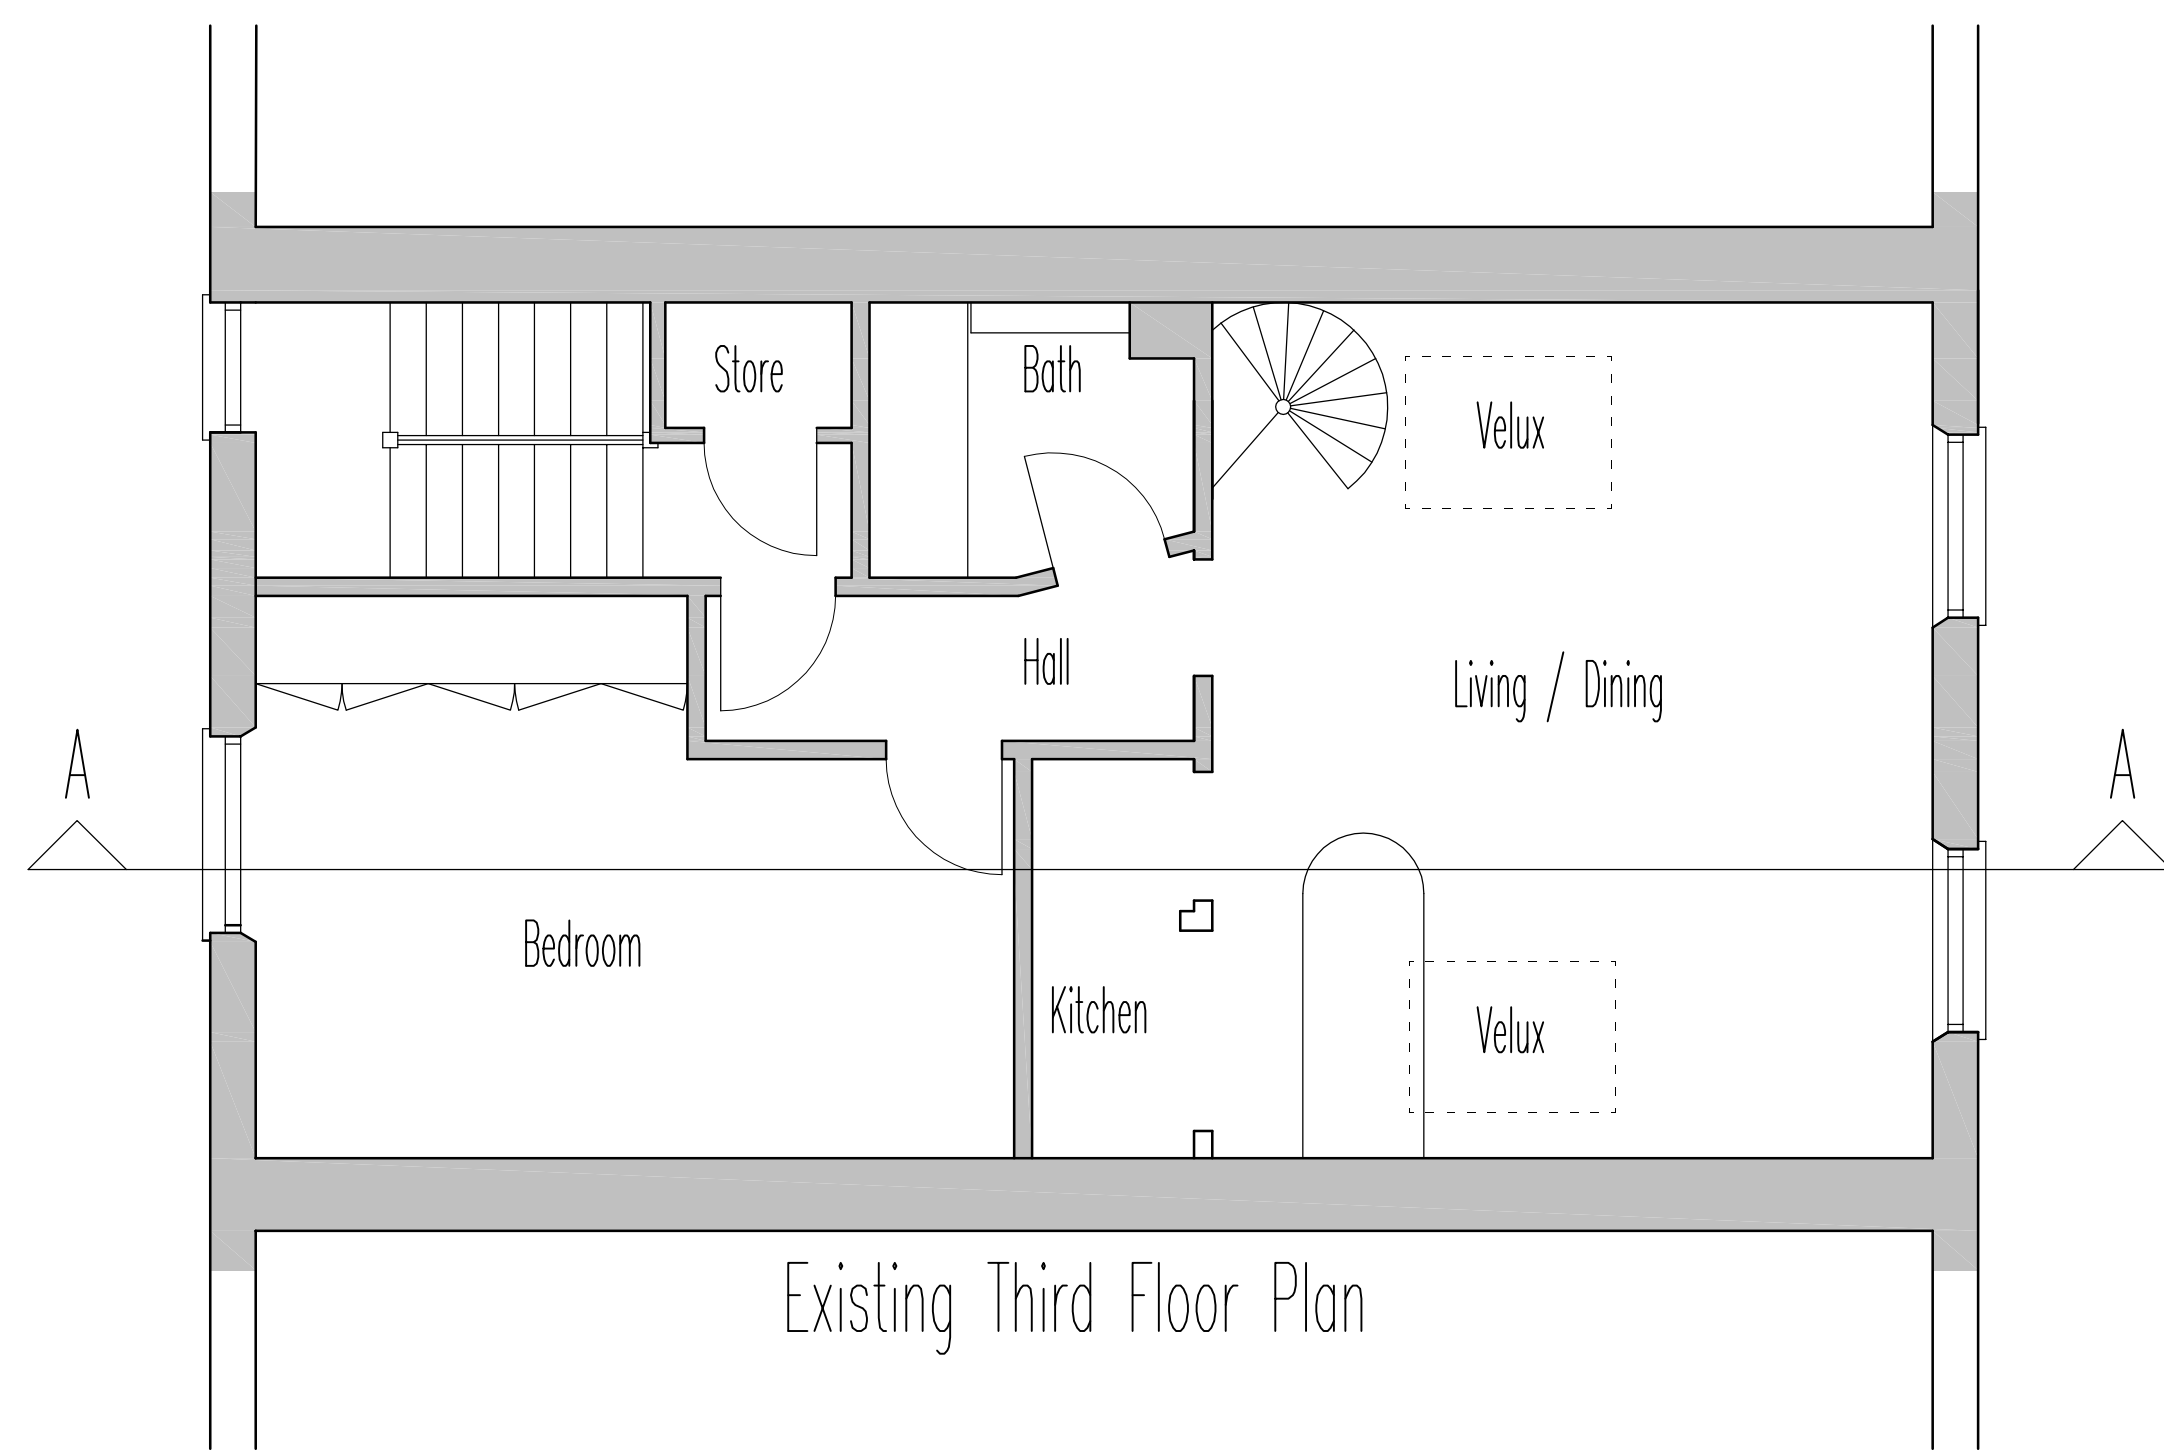 Store
Bath
Velux
Hall
Living / Dining
A
A
Bedroom
Kitchen
Velux
Existing Third Floor Plan